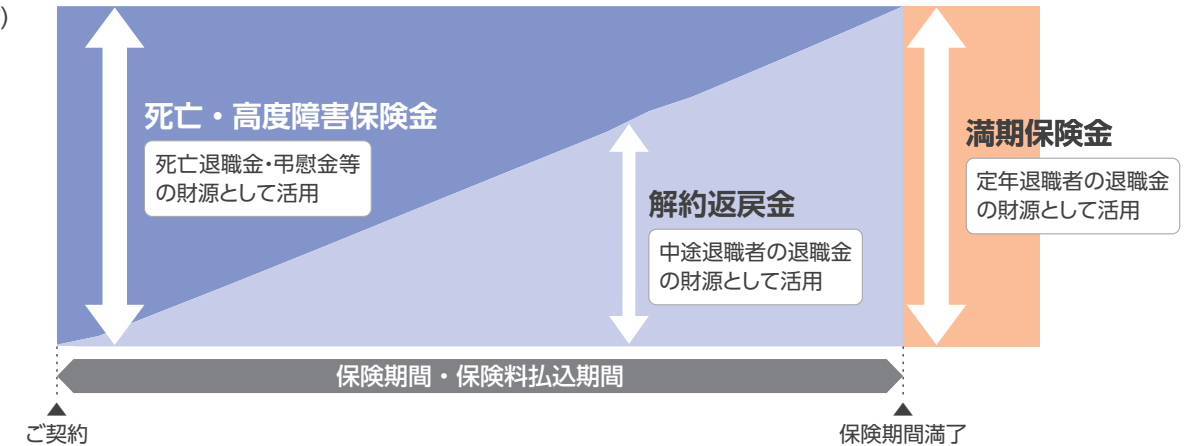 )
死亡・高度障害保険金
死亡退職金・弔慰金等
の財源として活用
解約返戻金
中途退職者の退職金
の財源として活用
満期保険金
定年退職者の退職金
の財源として活用
保険期間・保険料払込期間
ご契約
保険期間満了